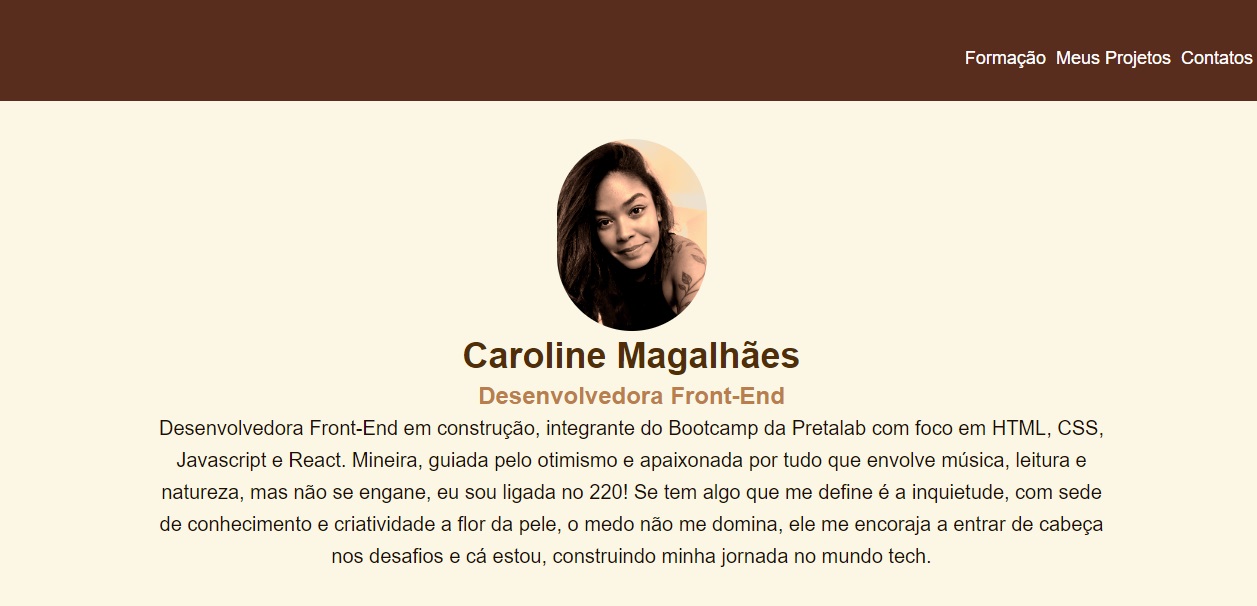 Formação Meus Projetos Contatos
Caroline Magalhães
Desenvolvedora Front-End
Desenvolvedora Front-End em construção, integrante do Bootcamp da Pretalab com foco em HTML, CSS,
Javascript e React. Mineira, guiada pelo otimismo e apaixonada por tudo que envolve música, leitura e
natureza, mas não se engane, eu sou ligada no 220! Se tem algo que me define é a inquietude, com sede
de conhecimento e criatividade a flor da pele, o medo não me domina, ele me encoraja a entrar de cabeça
nos desafios e cá estou, construindo minha jornada no mundo tech.